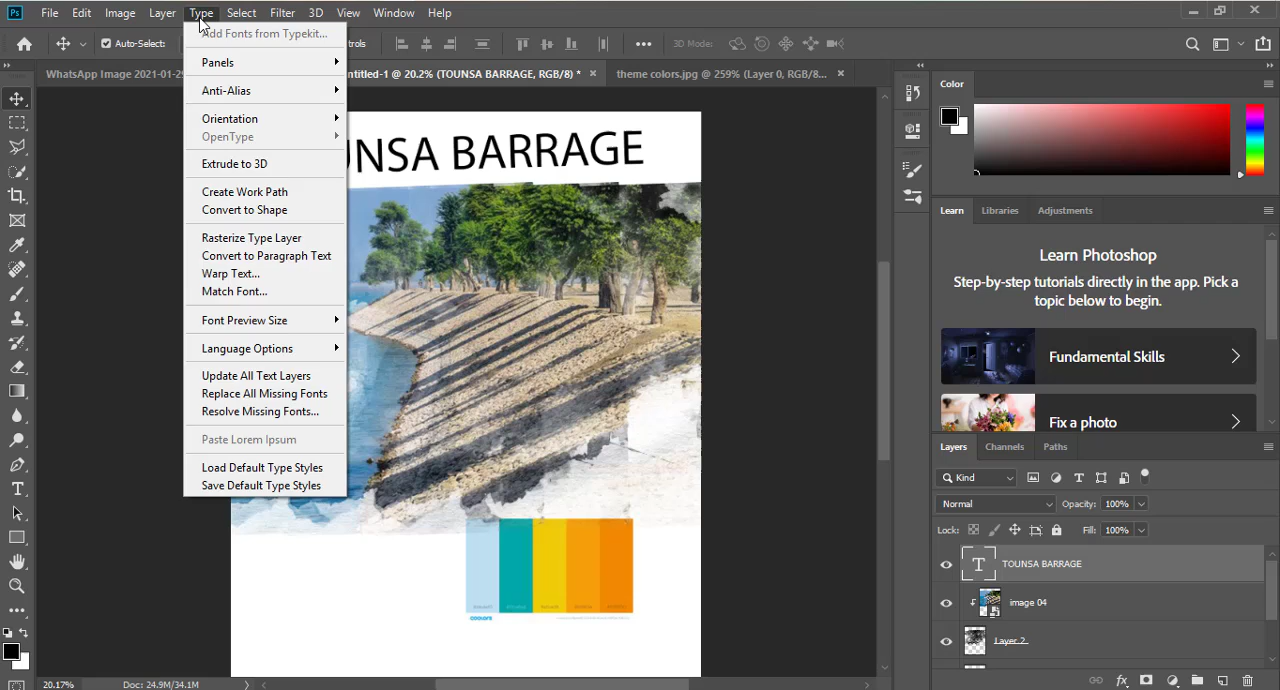 Ps File Edit Image Layer Type Select Filter 3D View Window Help
Auto-Select:
3D Mode:
WhatsApp Image 2021-01-29
ntitled-1 @ 20.2% (TOUNSA BARRAGE, RGB/8) *
theme colors.jpg @ 259% (Layer 0, RGB/8...
Add Fonts from Typekit...
Panels
Anti-Alias
Orientation
OpenType
Extrude to 3D
Create Work Path
Convert to Shape
Rasterize Type Layer
Convert to Paragraph Text
Warp Text...
Match Font...
Font Preview Size
Language Options
Update All Text Layers
Replace All Missing Fonts
Resolve Missing Fonts...
Paste Lorem Ipsum
Load Default Type Styles
Save Default Type Styles
UNSA BARRAGE
coolors
Color
Learn Libraries Adjustments
Learn Photoshop
Step-by-step tutorials directly in the app. Pick a
topic below to begin.
Fundamental Skills
Fix a photo
Layers Channels Paths
Kind
Normal Opacity: 100%
Lock: Fill: 100%
TOUNSA BARRAGE
image 04
Layer 2
20.17% Doc: 24.9M/34.1M